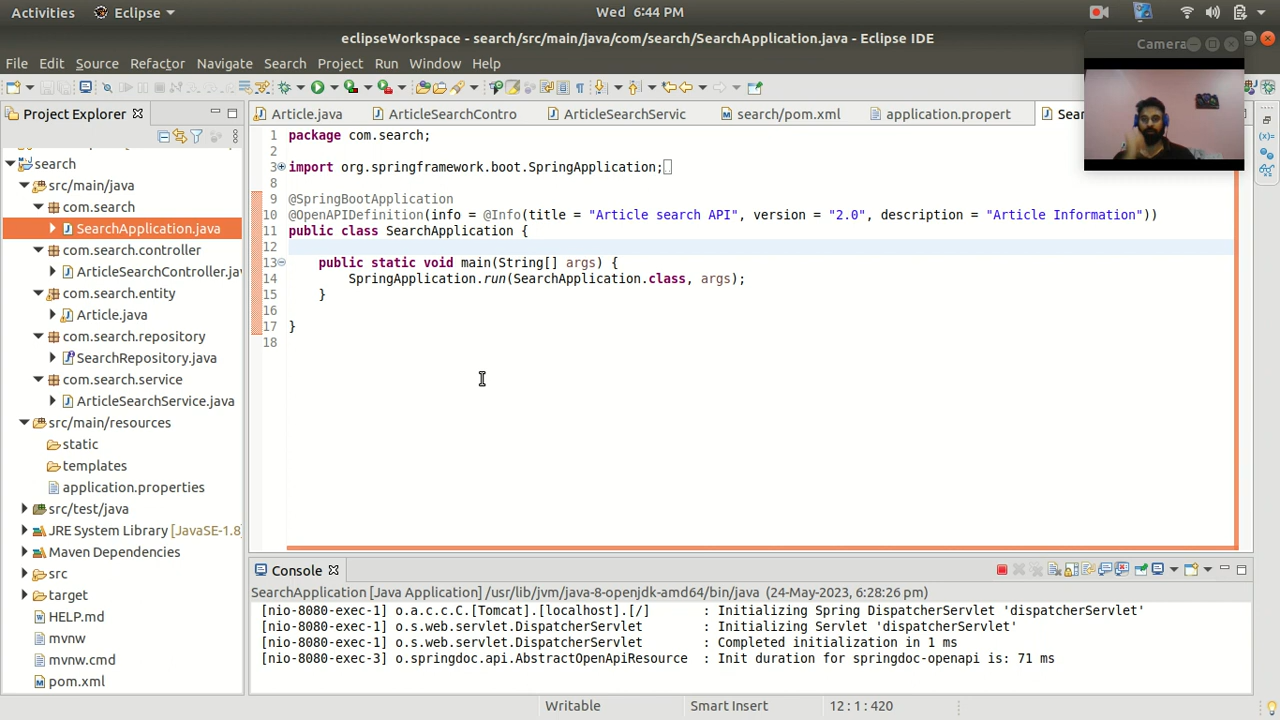 Activities Eclipse Wed 6:44 PM
eclipseWorkspace - search/src/main/java/com/search/SearchApplication.java - Eclipse IDE
Camera
File Edit Source Refactor Navigate Search Project Run Window Help
Project Explorer
Article.java ArticleSearchContro ArticleSearchServic search/pom.xml application.propert Sear
search
src/main/java
com.search
SearchApplication.java
com.search.controller
ArticleSearchController.jav
com.search.entity
Article.java
com.search.repository
SearchRepository.java
com.search.service
ArticleSearchService.java
src/main/resources
static
templates
application.properties
src/test/java
JRE System Library [JavaSE-1.8]
Maven Dependencies
src
target
HELP.md
mvnw
mvnw.cmd
pom.xml
1 package com.search;
2
3 import org.springframework.boot.SpringApplication;
8
9 @SpringBootApplication
10 @OpenAPIDefinition(info = @Info(title = "Article search API", version = "2.0", description = "Article Information"))
11 public class SearchApplication {
12
13 public static void main(String[] args) {
14 SpringApplication.run(SearchApplication.class, args);
15 }
16
17 }
18
Console
SearchApplication [Java Application] /usr/lib/jvm/java-8-openjdk-amd64/bin/java (24-May-2023, 6:28:26 pm)
[nio-8080-exec-1] o.a.c.c.C.[Tomcat].[localhost].[/] : Initializing Spring DispatcherServlet 'dispatcherServlet'
[nio-8080-exec-1] o.s.web.servlet.DispatcherServlet : Initializing Servlet 'dispatcherServlet'
[nio-8080-exec-1] o.s.web.servlet.DispatcherServlet : Completed initialization in 1 ms
[nio-8080-exec-3] o.springdoc.api.AbstractOpenApiResource : Init duration for springdoc-openapi is: 71 ms
Writable Smart Insert 12 : 1 : 420